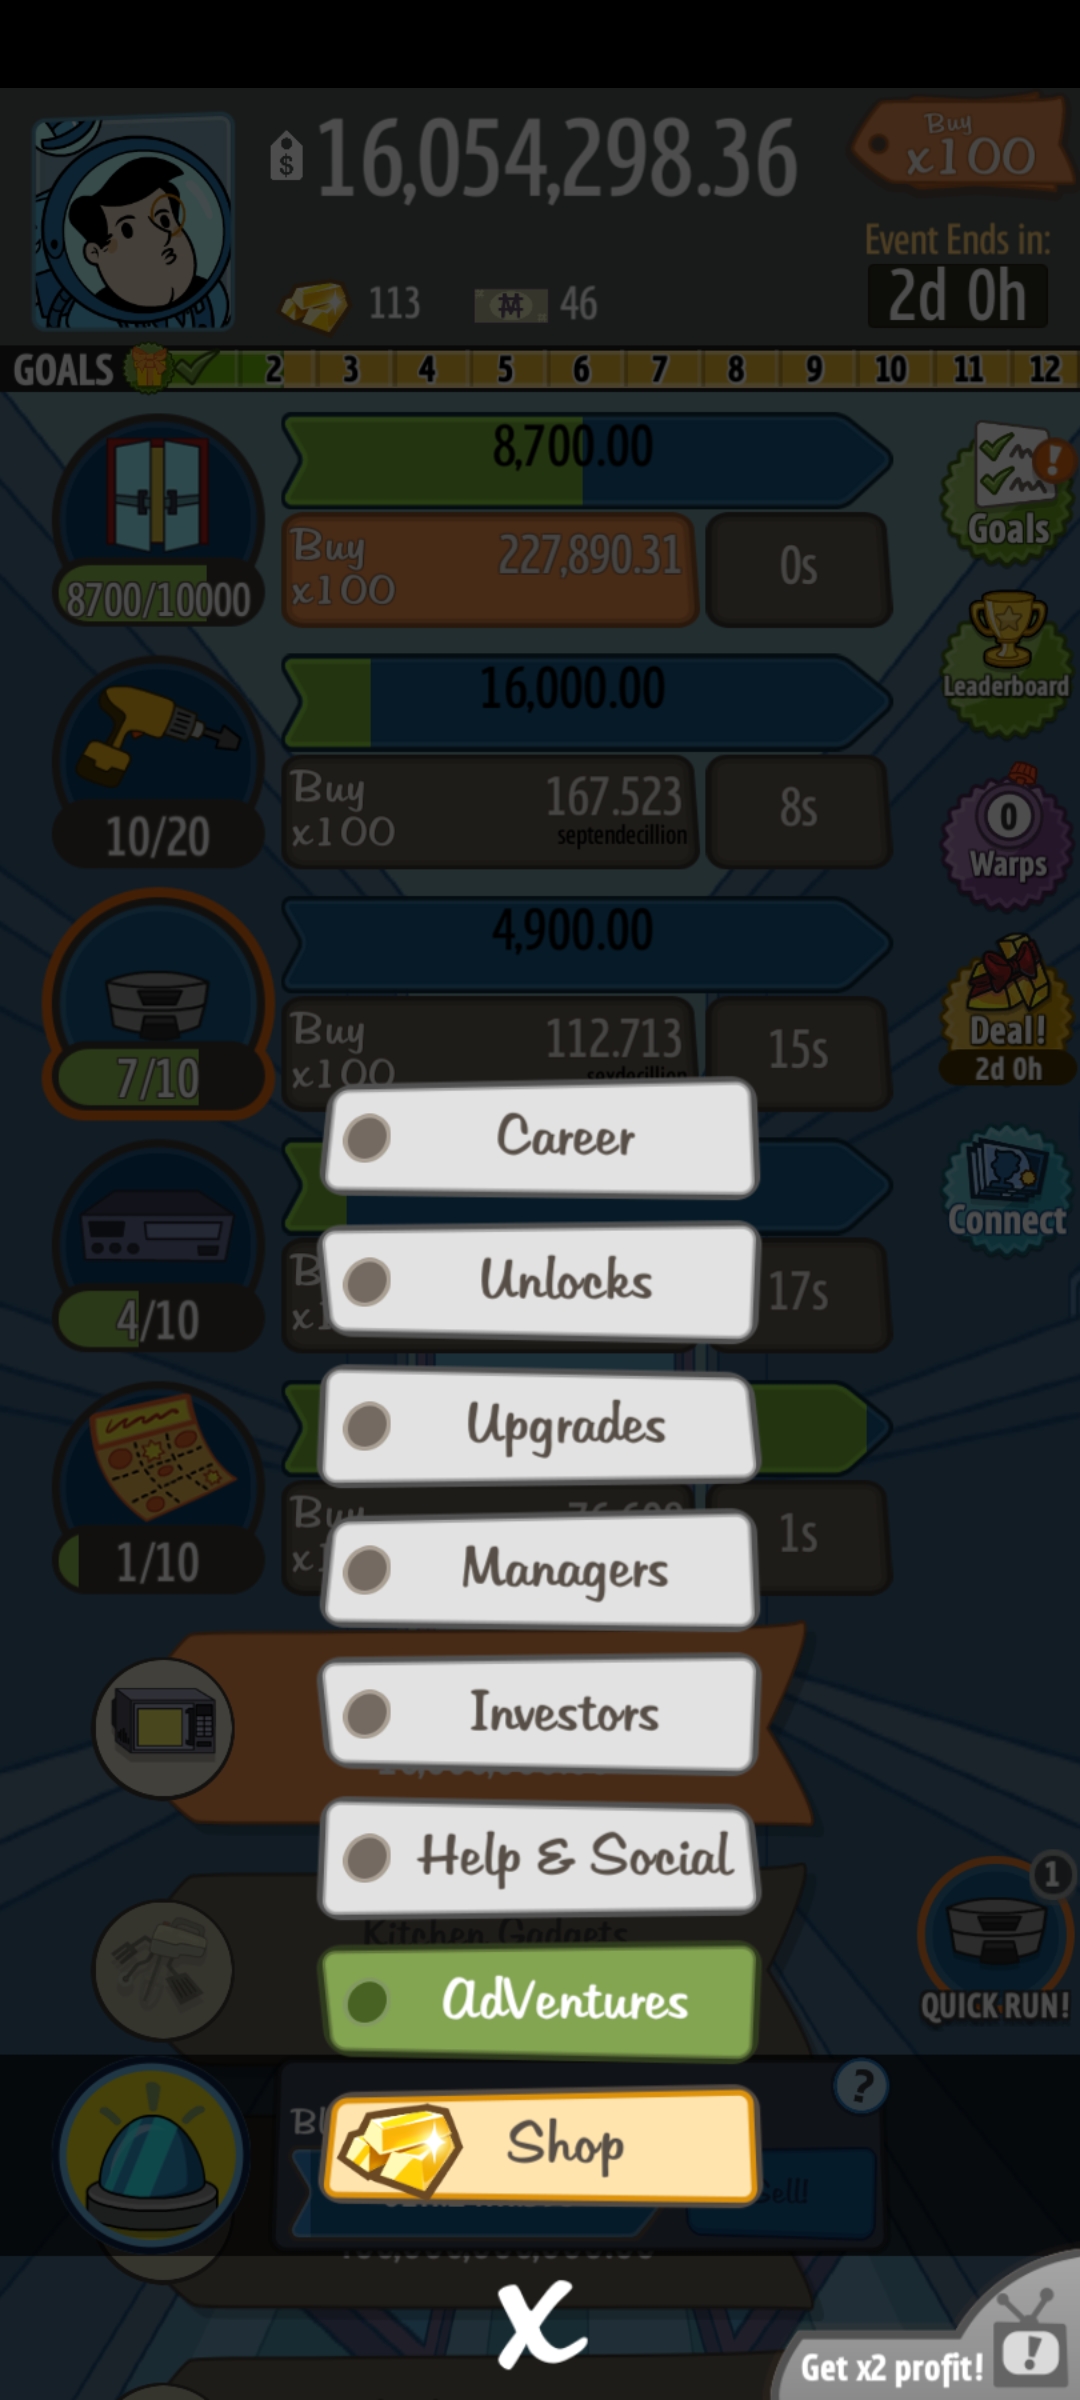 $ 16,054,298.36
Buy
x100
Event Ends in:
2d 0h
113
46
GOALS 2 3 4 5 6 7 8 9 10 11 12
8,700.00
Buy
x100
227,890.31
0s
8700/10000
Goals
16,000.00
Buy
x100
167.523
septendecillion
8s
10/20
Leaderboard
0
Warps
4,900.00
Buy
x100
112.713
sexdecillion
15s
7/10
Deal!
2d 0h
Career
Connect
Unlocks
17s
4/10
Upgrades
Buy
1s
1/10
Managers
Investors
Help & Social
Kitchen Gadgets
1
QUICK RUN!
AdVentures
?
Shop
Sell!
X
Get x2 profit!